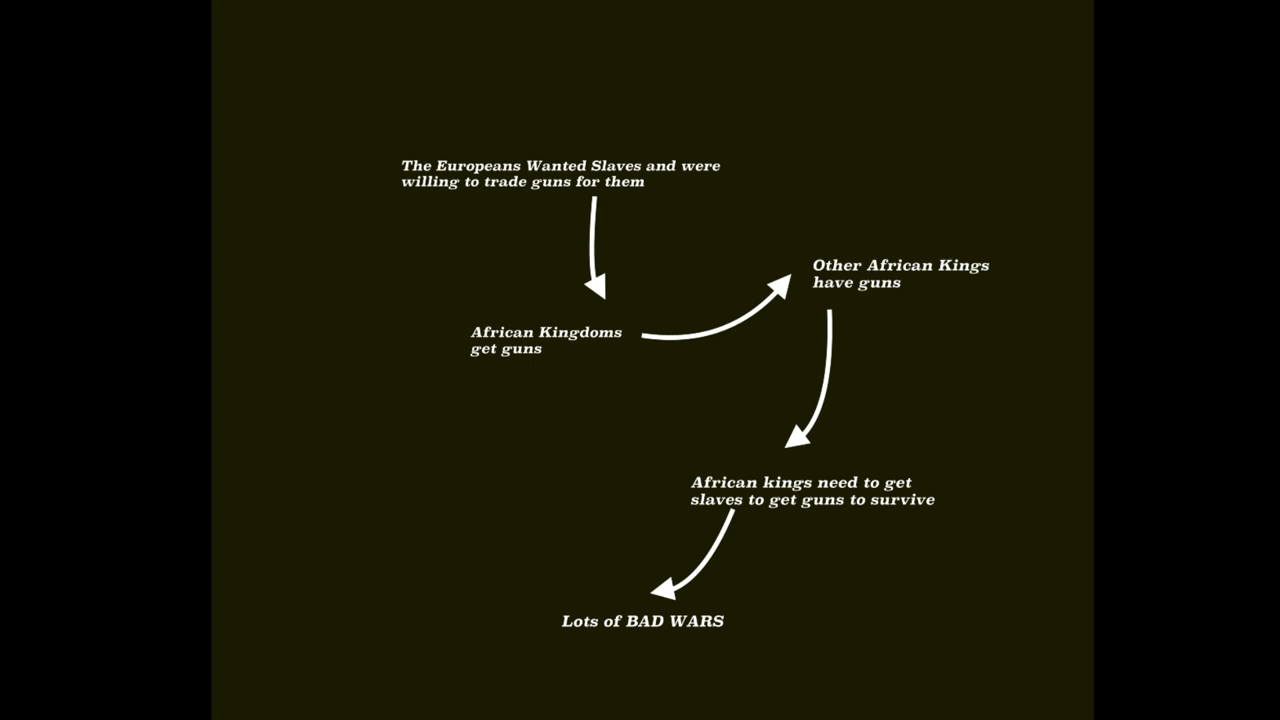 The Europeans Wanted Slaves and were
willing to trade guns for them
Other African Kings
have guns
African Kingdoms
get guns
African kings need to get
slaves to get guns to survive
Lots of BAD WARS